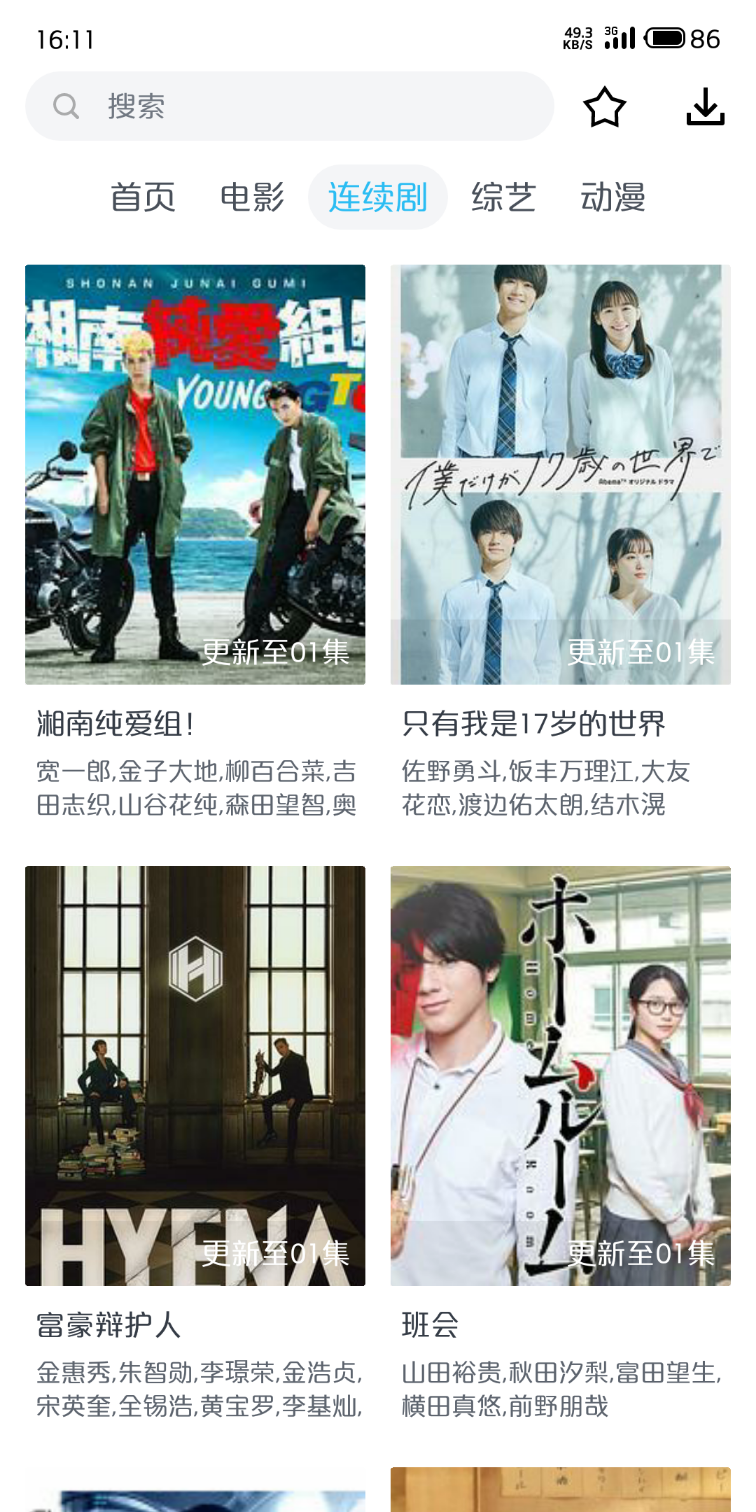 16:11
49.3
KB/S
3G
86
搜索
首页 电影 连续剧 综艺 动漫
SHONAN JUNAI GUMI
湘南純愛組!
YOUNG GTO
更新至01集
僕だけが17歳の世界で
AbemaTV オリジナル ドラマ
更新至01集
湘南纯爱组!
宽一郎,金子大地,柳百合菜,吉
田志织,山谷花纯,森田望智,奥
只有我是17岁的世界
佐野勇斗,饭丰万理江,大友
花恋,渡边佑太朗,结木滉
H
HYENA
更新至01集
ホームルーム
Home Room
更新至01集
富豪辩护人
金惠秀,朱智勋,李璟荣,金浩贞,
宋英奎,全锡浩,黄宝罗,李基灿,
班会
山田裕贵,秋田汐梨,富田望生,
横田真悠,前野朋哉